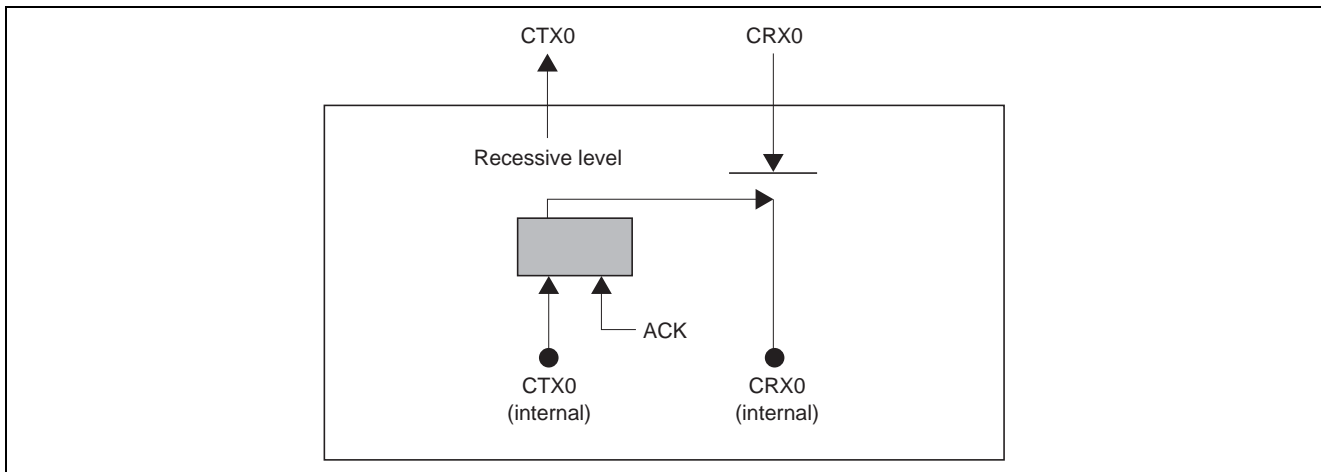 CTX0
CRX0
Recessive level
ACK
CTX0
(internal)
CRX0
(internal)